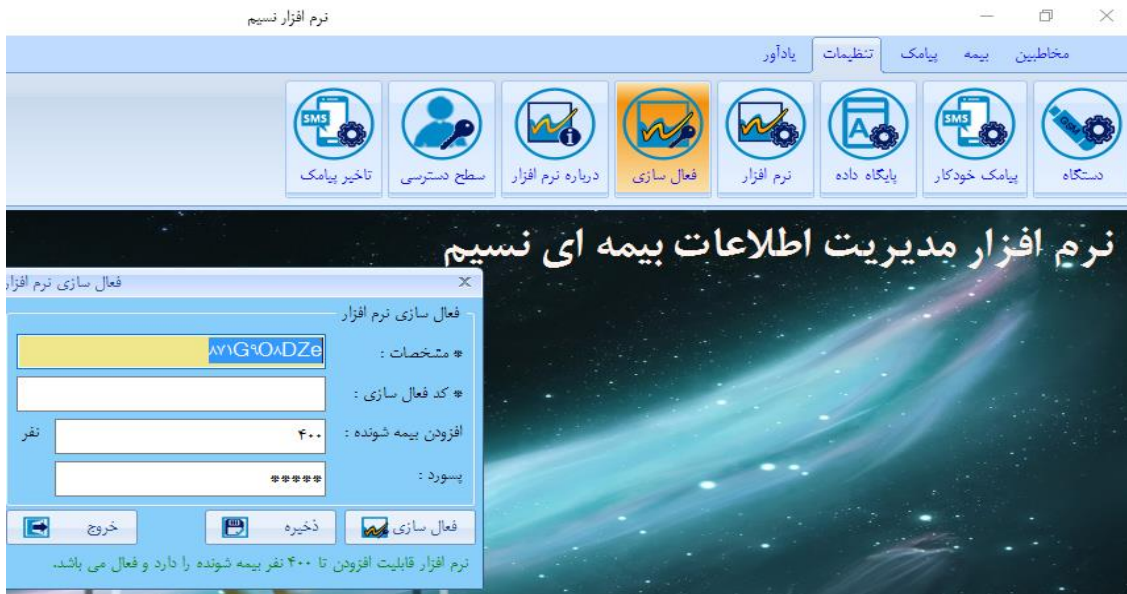 نرم افزار نسیم
مخاطبین بیمه پیامک تنظیمات یادآور
SMS A SMS GSM
دستگاه پیامک خودکار پایگاه داده نرم افزار فعال سازی درباره نرم افزار سطح دسترسی تاخیر پیامک
نرم افزار مدیریت اطلاعات بیمه ای نسیم
فعال سازی نرم افزار
فعال سازی نرم افزار
* مشخصات : ۸۷۱G۹O۸DZe
* کد فعال سازی :
افزودن بیمه شونده : ۴۰۰ نفر
پسورد : *****
فعال سازی ذخیره خروج
نرم افزار قابلیت افزودن تا ۴۰۰ نفر بیمه شونده را دارد و فعال می باشد.